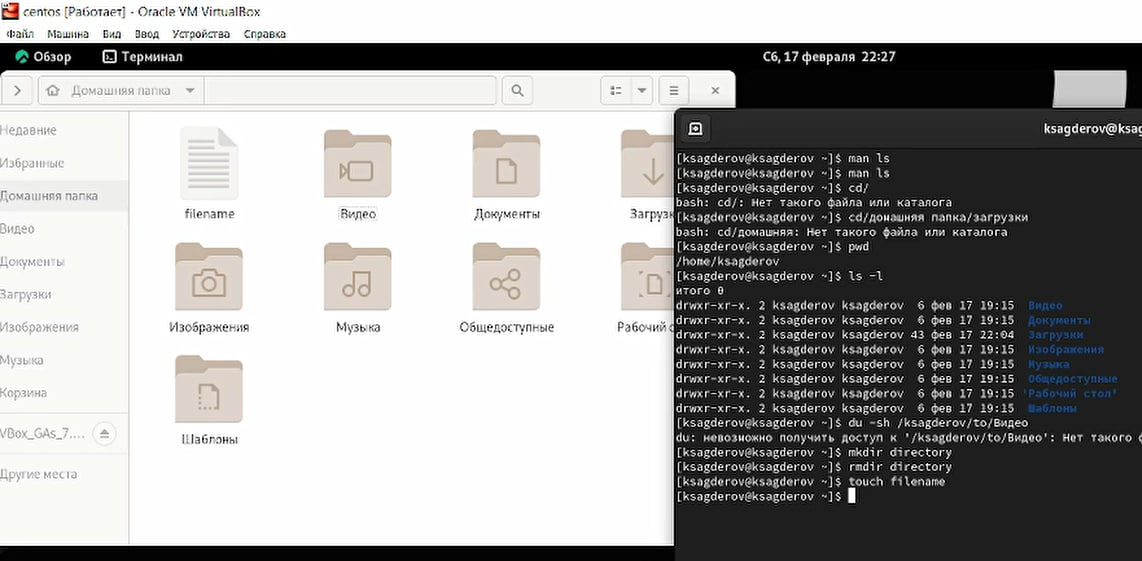 centos [Работает] - Oracle VM VirtualBox
Файл Машина Вид Ввод Устройства Справка
Обзор Терминал Сб, 17 февраля 22:27
Домашняя папка
Недавние
Избранные
Домашняя папка
Видео
Документы
Загрузки
Изображения
Музыка
Корзина
VBox_GAs_7....
Другие места
filename Видео Документы Загрузк
Изображения Музыка Общедоступные Рабочий с
Шаблоны
ksagderov@ksag
[ksagderov@ksagderov ~]$ man ls
[ksagderov@ksagderov ~]$ man ls
[ksagderov@ksagderov ~]$ cd/
bash: cd/: Нет такого файла или каталога
[ksagderov@ksagderov ~]$ cd/домашняя папка/загрузки
bash: cd/домашняя: Нет такого файла или каталога
[ksagderov@ksagderov ~]$ pwd
/home/ksagderov
[ksagderov@ksagderov ~]$ ls -l
итого 0
drwxr-xr-x. 2 ksagderov ksagderov 6 фев 17 19:15 Видео
drwxr-xr-x. 2 ksagderov ksagderov 6 фев 17 19:15 Документы
drwxr-xr-x. 2 ksagderov ksagderov 43 фев 17 22:04 Загрузки
drwxr-xr-x. 2 ksagderov ksagderov 6 фев 17 19:15 Изображения
drwxr-xr-x. 2 ksagderov ksagderov 6 фев 17 19:15 Музыка
drwxr-xr-x. 2 ksagderov ksagderov 6 фев 17 19:15 Общедоступные
drwxr-xr-x. 2 ksagderov ksagderov 6 фев 17 19:15 'Рабочий стол'
drwxr-xr-x. 2 ksagderov ksagderov 6 фев 17 19:15 Шаблоны
[ksagderov@ksagderov ~]$ du -sh /ksagderov/to/Видео
du: невозможно получить доступ к '/ksagderov/to/Видео': Нет такого ф
[ksagderov@ksagderov ~]$ mkdir directory
[ksagderov@ksagderov ~]$ rmdir directory
[ksagderov@ksagderov ~]$ touch filename
[ksagderov@ksagderov ~]$